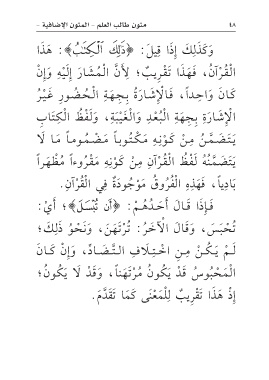 ٤٨ متون طالب العلم - المتون الإضافية -
وَكَذَلِكَ إِذَا قِيلَ: ﴿ذَٰلِكَ ٱلْكِتَٰبُ﴾: هَذَا
الْقُرْآنُ، فَهَذَا تَقْرِيبٌ؛ لِأَنَّ الْمُشَارَ إِلَيْهِ وَإِنْ
كَانَ وَاحِداً، فَالْإِشَارَةُ بِجِهَةِ الْحُضُورِ غَيْرُ
الْإِشَارَةِ بِجِهَةِ الْبُعْدِ وَالْغَيْبَةِ، وَلَفْظُ الْكِتَابِ
يَتَضَمَّنُ مِنْ كَوْنِهِ مَكْتُوباً مَضْمُوماً مَا لَا
يَتَضَمَّنُهُ لَفْظُ الْقُرْآنِ مِنْ كَوْنِهِ مَقْرُوءاً مُظْهَراً
بَادِياً، فَهَذِهِ الْفُرُوقُ مَوْجُودَةٌ فِي الْقُرْآنِ.
فَإِذَا قَالَ أَحَدُهُمْ: ﴿أَن تُبْسَلَ﴾؛ أَيْ:
تُحْبَسَ، وَقَالَ الْآخَرُ: تُرْتَهَنَ، وَنَحْوُ ذَلِكَ؛
لَمْ يَكُنْ مِنِ اخْتِلَافِ التَّضَادِّ، وَإِنْ كَانَ
الْمَحْبُوسُ قَدْ يَكُونُ مُرْتَهَناً، وَقَدْ لَا يَكُونُ؛
إِذْ هَذَا تَقْرِيبٌ لِلْمَعْنَى كَمَا تَقَدَّمَ.